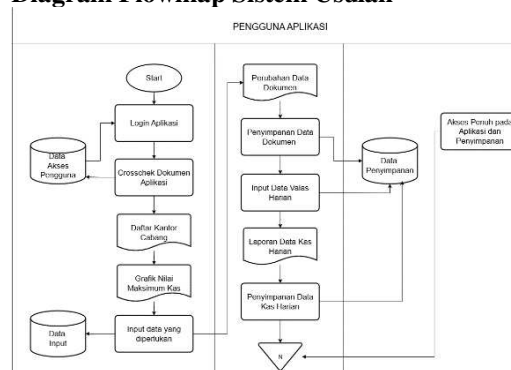 Diagram Flowmap Sistem Usulan
PENGGUNA APLIKASI
Start
Login Aplikasi
Data
Akses
Pengguna
Crosschek Dokumen
Aplikasi
Daftar Kantor
Cabang
Grafik Nilai
Maksimum Kas
Data
Input
Input data yang
diperlukan
Perubahan Data
Dokumen
Penyimpanan Data
Dokumen
Input Data Valas
Harian
Laporan Data Kas
Harian
Penyimpanan Data
Kas Harian
N
Data
Penyimpanan
Akses Penuh pada
Aplikasi dan
Penyimpanan